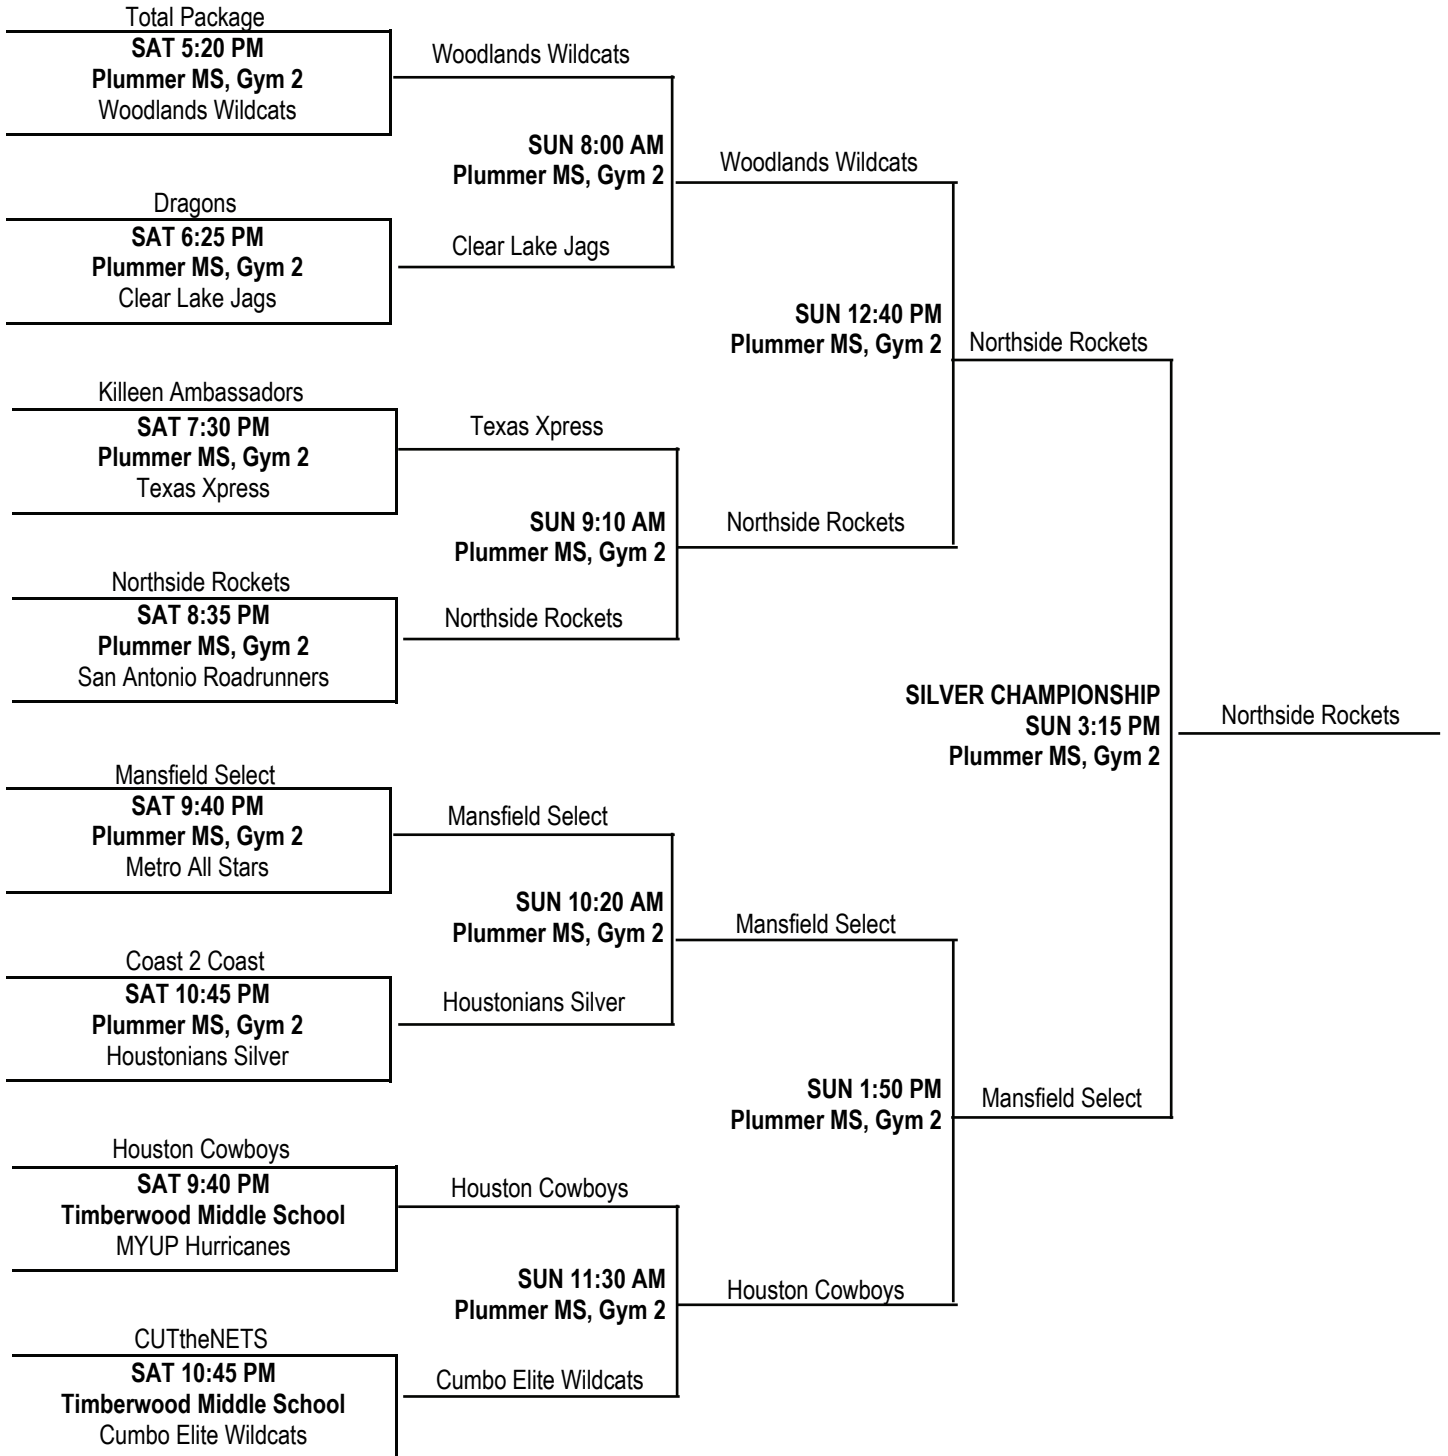 Total Package
SAT 5:20 PM
Plummer MS, Gym 2
Woodlands Wildcats
Dragons
SAT 6:25 PM
Plummer MS, Gym 2
Clear Lake Jags
Killeen Ambassadors
SAT 7:30 PM
Plummer MS, Gym 2
Texas Xpress
Northside Rockets
SAT 8:35 PM
Plummer MS, Gym 2
San Antonio Roadrunners
Mansfield Select
SAT 9:40 PM
Plummer MS, Gym 2
Metro All Stars
Coast 2 Coast
SAT 10:45 PM
Plummer MS, Gym 2
Houstonians Silver
Houston Cowboys
SAT 9:40 PM
Timberwood Middle School
MYUP Hurricanes
CUTtheNETS
SAT 10:45 PM
Timberwood Middle School
Cumbo Elite Wildcats
Woodlands Wildcats
SUN 8:00 AM
Plummer MS, Gym 2
Clear Lake Jags
Texas Xpress
SUN 9:10 AM
Plummer MS, Gym 2
Northside Rockets
Mansfield Select
SUN 10:20 AM
Plummer MS, Gym 2
Houstonians Silver
Houston Cowboys
SUN 11:30 AM
Plummer MS, Gym 2
Cumbo Elite Wildcats
Woodlands Wildcats
SUN 12:40 PM
Plummer MS, Gym 2
Northside Rockets
Mansfield Select
SUN 1:50 PM
Plummer MS, Gym 2
Houston Cowboys
Northside Rockets
SILVER CHAMPIONSHIP
SUN 3:15 PM
Plummer MS, Gym 2
Mansfield Select
Northside Rockets